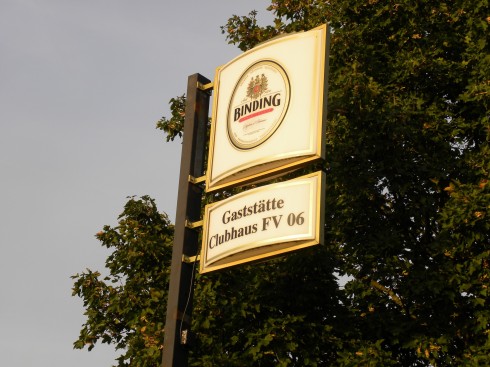 BINDING
Gaststätte
Clubhaus FV 06